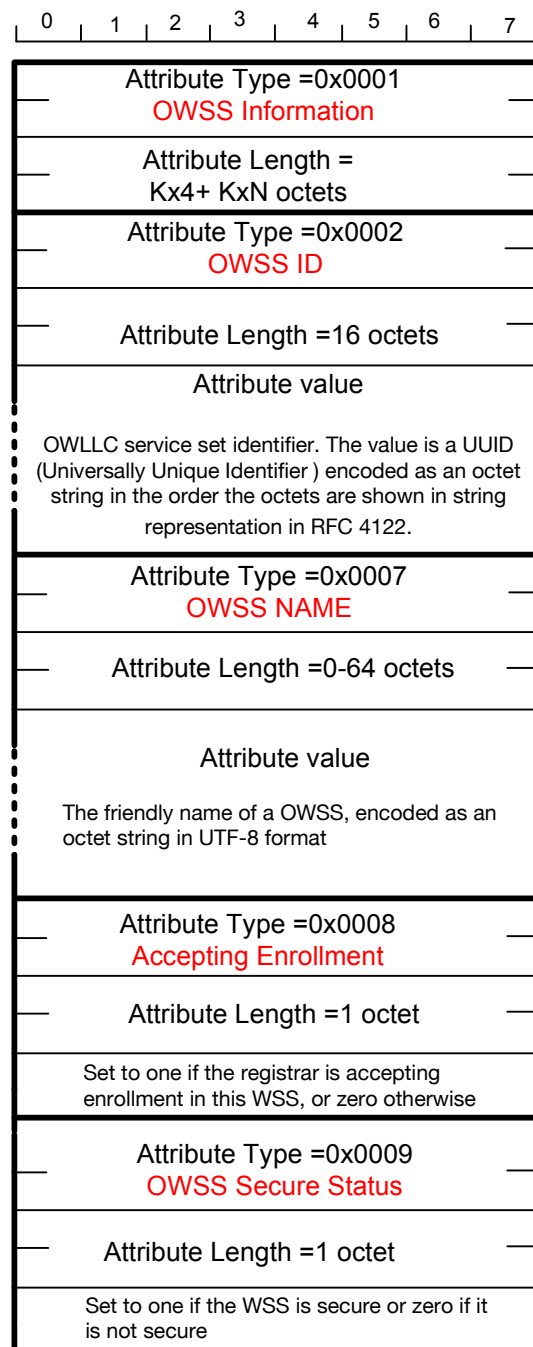 0 1 2 3 4 5 6 7
Attribute Type =0x0001
OWSS Information
Attribute Length =
Kx4+ KxN octets
Attribute Type =0x0002
OWSS ID
Attribute Length =16 octets
Attribute value
OWLLC service set identifier. The value is a UUID
(Universally Unique Identifier ) encoded as an octet
string in the order the octets are shown in string
representation in RFC 4122.
Attribute Type =0x0007
OWSS NAME
Attribute Length =0-64 octets
Attribute value
The friendly name of a OWSS, encoded as an
octet string in UTF-8 format
Attribute Type =0x0008
Accepting Enrollment
Attribute Length =1 octet
Set to one if the registrar is accepting
enrollment in this WSS, or zero otherwise
Attribute Type =0x0009
OWSS Secure Status
Attribute Length =1 octet
Set to one if the WSS is secure or zero if it
is not secure